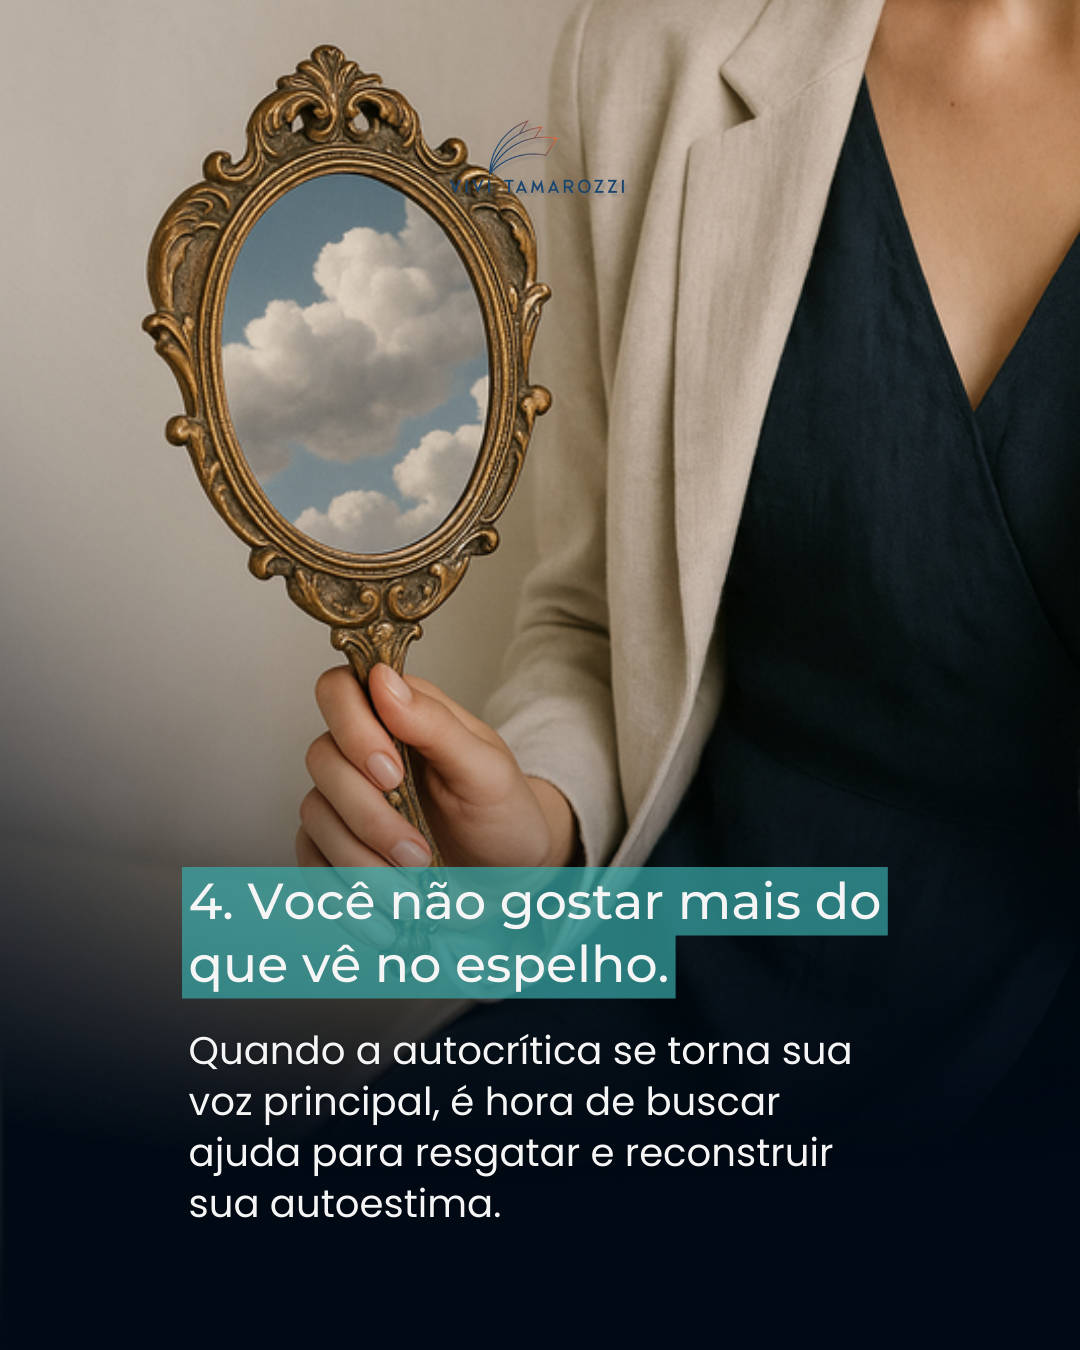 VIVI TAMAROZZI
4. Você não gostar mais do
que vê no espelho.
Quando a autocrítica se torna sua
voz principal, é hora de buscar
ajuda para resgatar e reconstruir
sua autoestima.